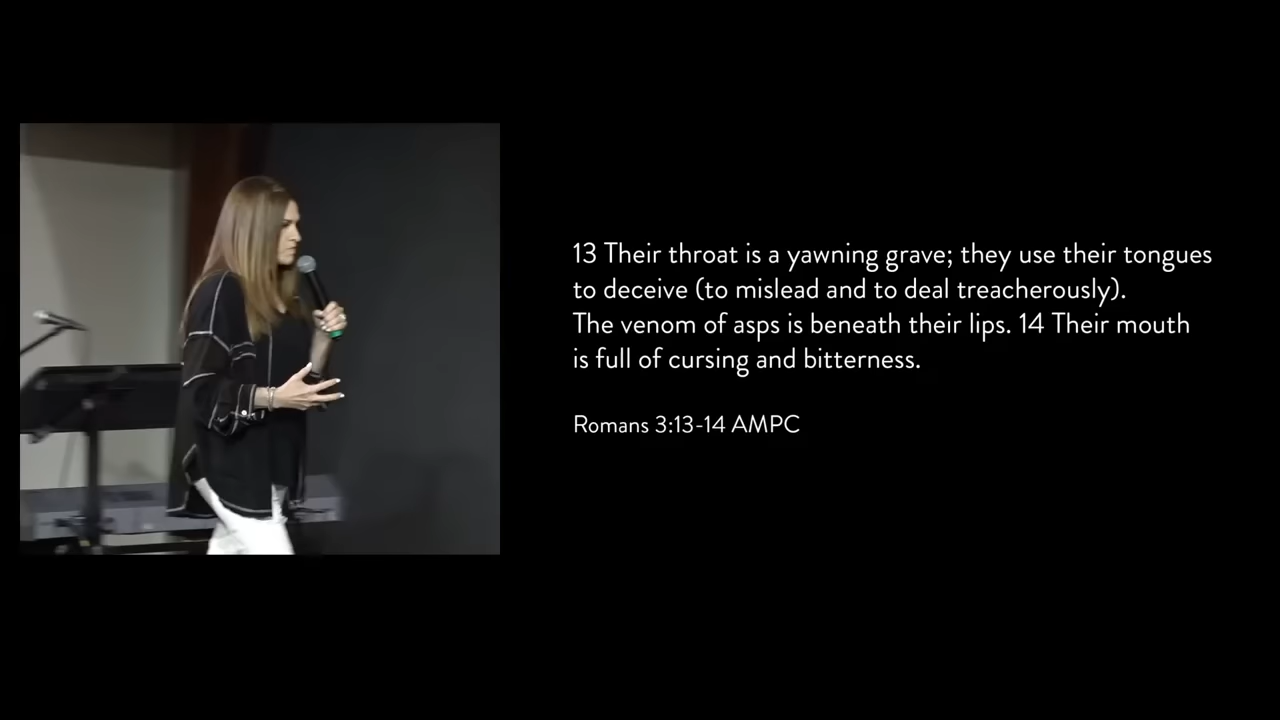 13 Their throat is a yawning grave; they use their tongues
to deceive (to mislead and to deal treacherously).
The venom of asps is beneath their lips. 14 Their mouth
is full of cursing and bitterness.
Romans 3:13-14 AMPC